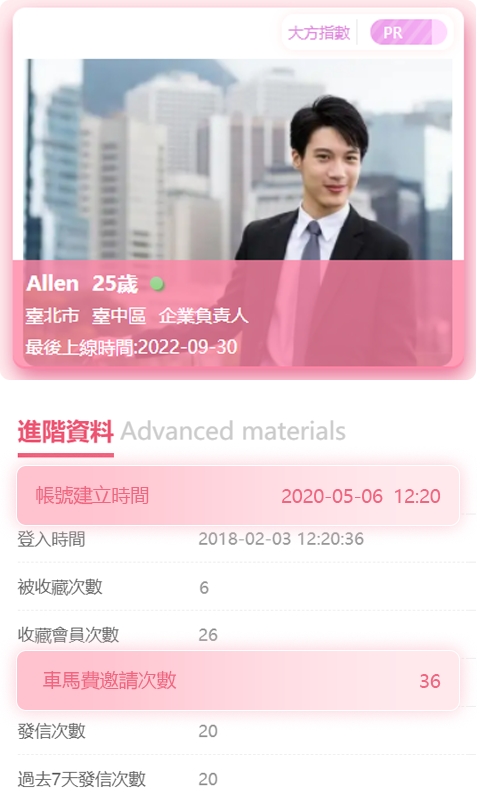 大方指數 PR
Allen 25歲
臺北市 臺中區 企業負責人
最後上線時間:2022-09-30
進階資料 Advanced materials
帳號建立時間 2020-05-06 12:20
登入時間 2018-02-03 12:20:36
被收藏次數 6
收藏會員次數 26
車馬費邀請次數 36
發信次數 20
過去7天發信次數 20